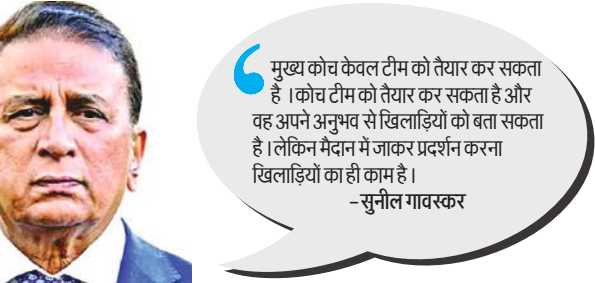 ‘मुख्य कोच केवल टीम को तैयार कर सकता
है । कोच टीम को तैयार कर सकता है और
वह अपने अनुभव से खिलाड़ियों को बता सकता
है । लेकिन मैदान में जाकर प्रदर्शन करना
खिलाड़ियों का ही काम है ।
– सुनील गावस्कर